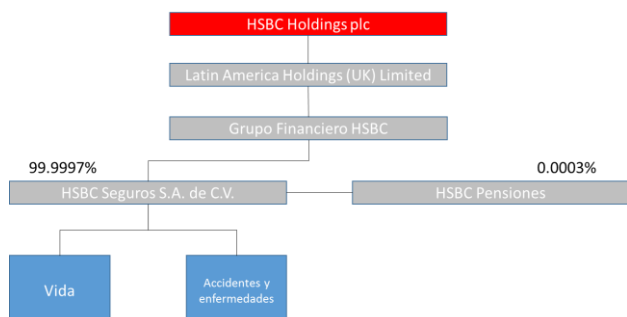 HSBC Holdings plc
Latin America Holdings (UK) Limited
Grupo Financiero HSBC
99.9997%
0.0003%
HSBC Seguros S.A. de C.V.
HSBC Pensiones
Vida
Accidentes y
enfermedades